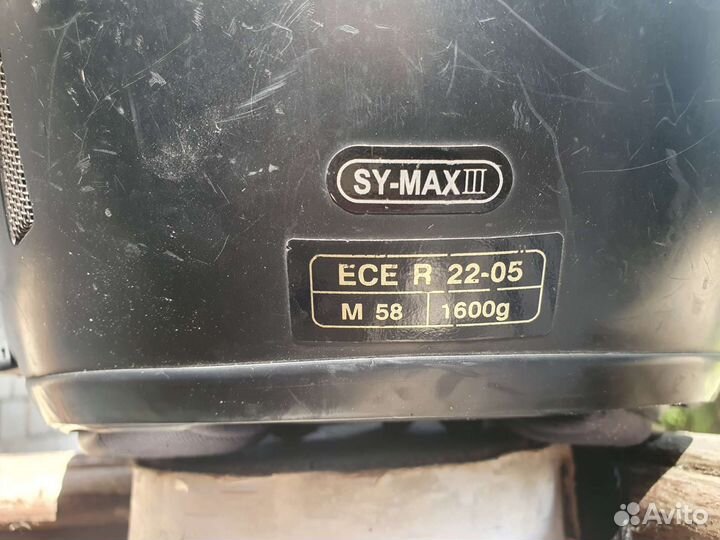 SY-MAXIII
ECE R 22-05
M 58 1600g
Avito